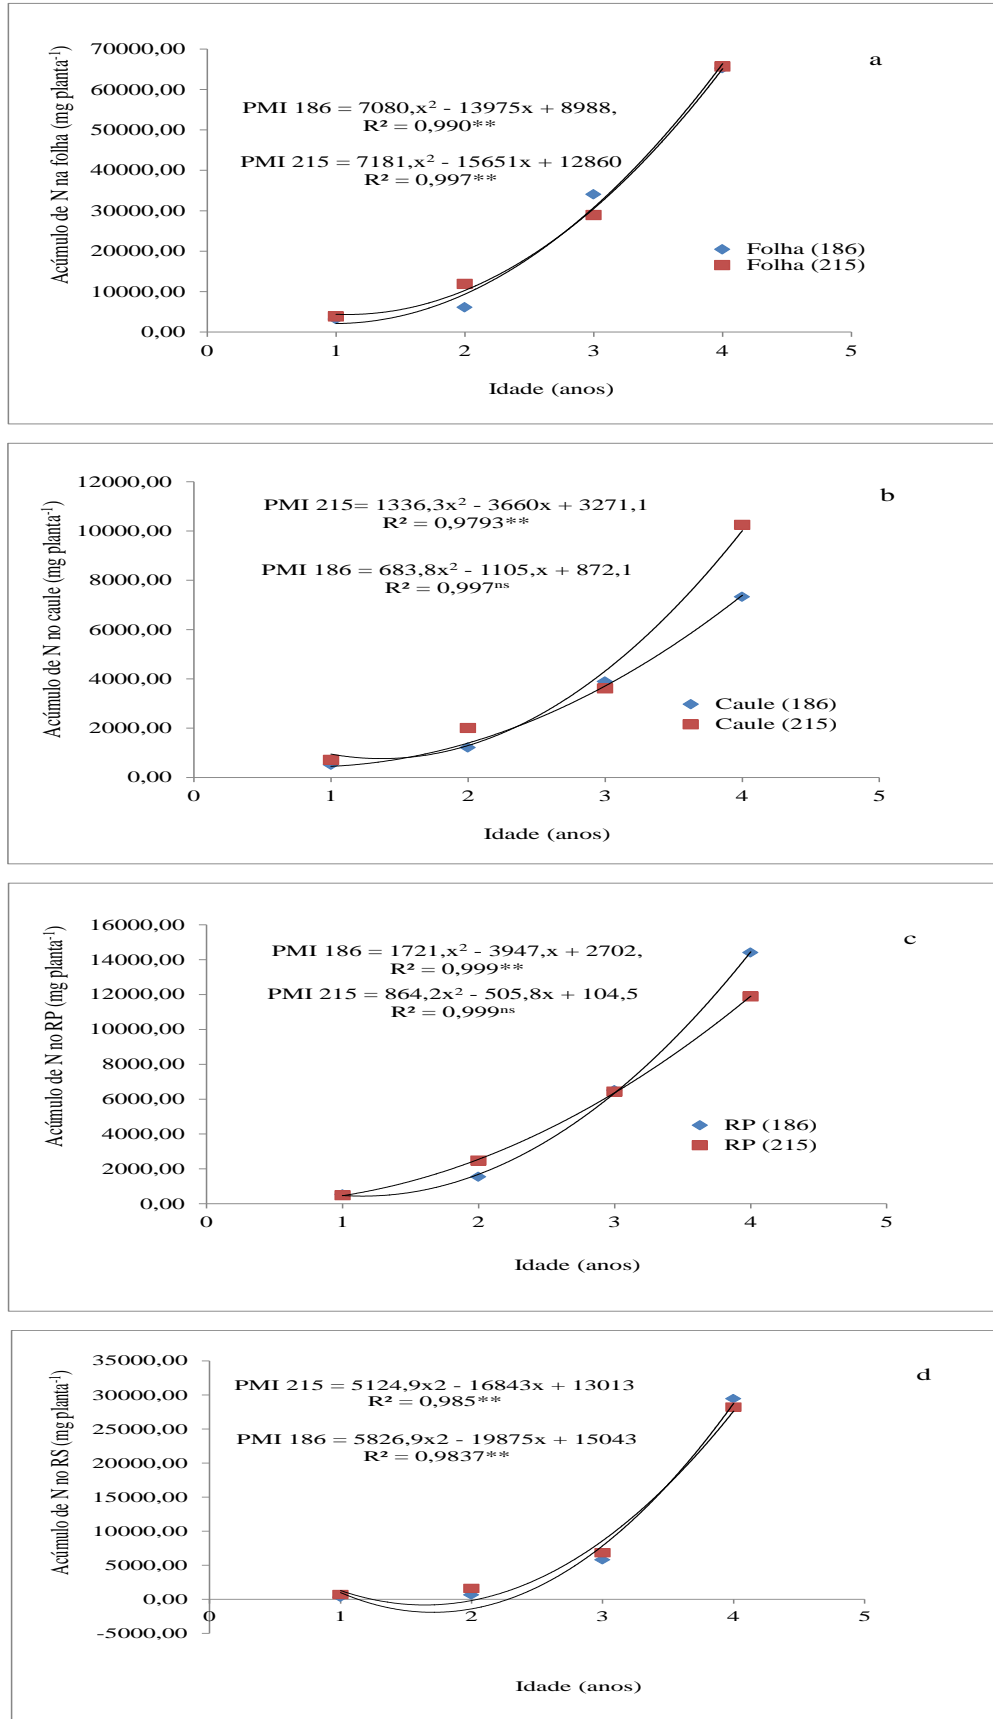 a
Acúmulo de N na folha (mg planta⁻¹)
70000,00
60000,00
50000,00
40000,00
30000,00
20000,00
10000,00
0,00
PMI 186 = 7080,x² - 13975x + 8988,
R² = 0,990**
PMI 215 = 7181,x² - 15651x + 12860
R² = 0,997**
Folha (186)
Folha (215)
0 1 2 3 4 5
Idade (anos)
b
Acúmulo de N no caule (mg planta⁻¹)
12000,00
10000,00
8000,00
6000,00
4000,00
2000,00
0,00
PMI 215= 1336,3x² - 3660x + 3271,1
R² = 0,9793**
PMI 186 = 683,8x² - 1105,x + 872,1
R² = 0,997ⁿˢ
Caule (186)
Caule (215)
0 1 2 3 4 5
Idade (anos)
c
Acúmulo de N no RP (mg planta⁻¹)
16000,00
14000,00
12000,00
10000,00
8000,00
6000,00
4000,00
2000,00
0,00
PMI 186 = 1721,x² - 3947,x + 2702,
R² = 0,999**
PMI 215 = 864,2x² - 505,8x + 104,5
R² = 0,999ⁿˢ
RP (186)
RP (215)
0 1 2 3 4 5
Idade (anos)
d
Acúmulo de N no RS (mg planta⁻¹)
35000,00
30000,00
25000,00
20000,00
15000,00
10000,00
5000,00
0,00
-5000,00
PMI 215 = 5124,9x2 - 16843x + 13013
R² = 0,985**
PMI 186 = 5826,9x2 - 19875x + 15043
R² = 0,9837**
0 1 2 3 4 5
Idade (anos)